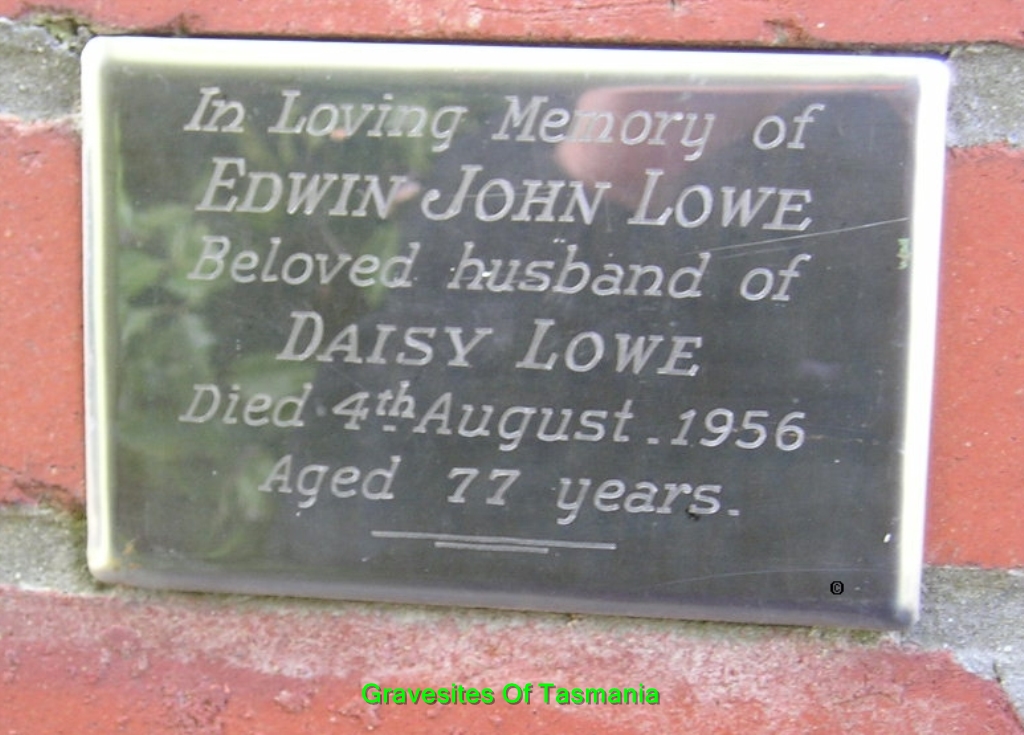 In Loving Memory of
EDWIN JOHN LOWE
Beloved husband of
DAISY LOWE
Died 4th August. 1956
Aged 77 years.
©
Gravesites Of Tasmania